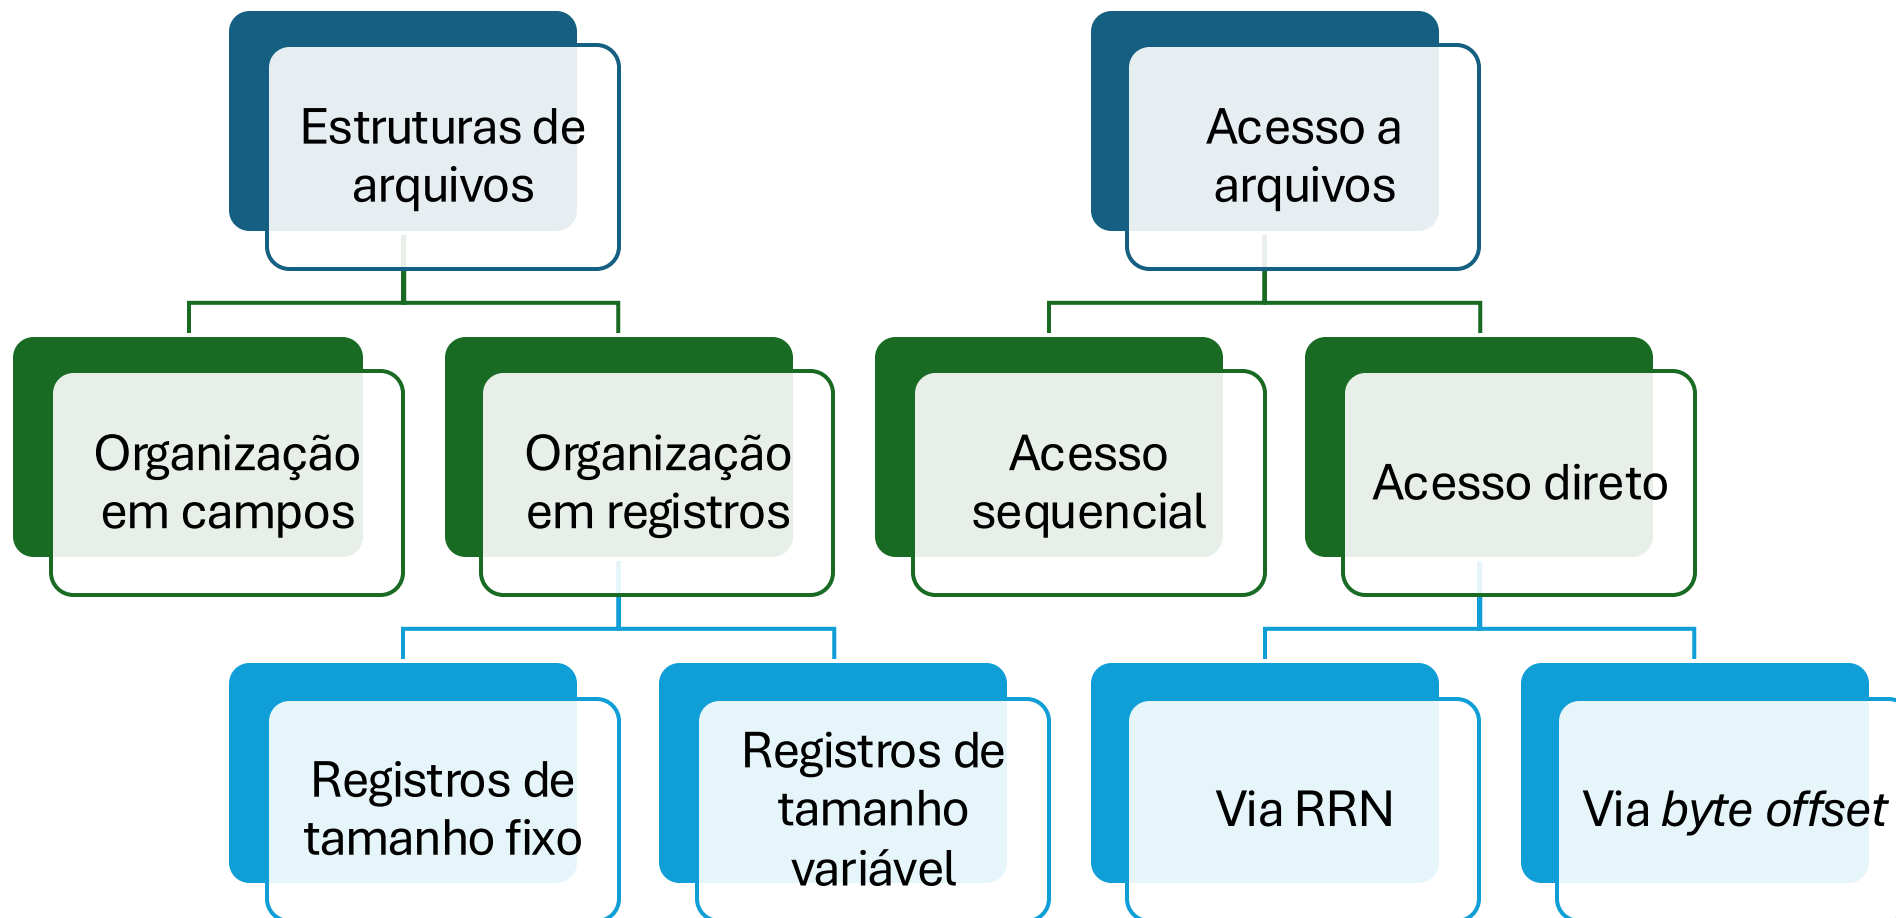 Estruturas de
arquivos
Acesso a
arquivos
Organização
em campos
Organização
em registros
Acesso
sequencial
Acesso direto
Registros de
tamanho fixo
Registros de
tamanho
variável
Via RRN
Via byte offset